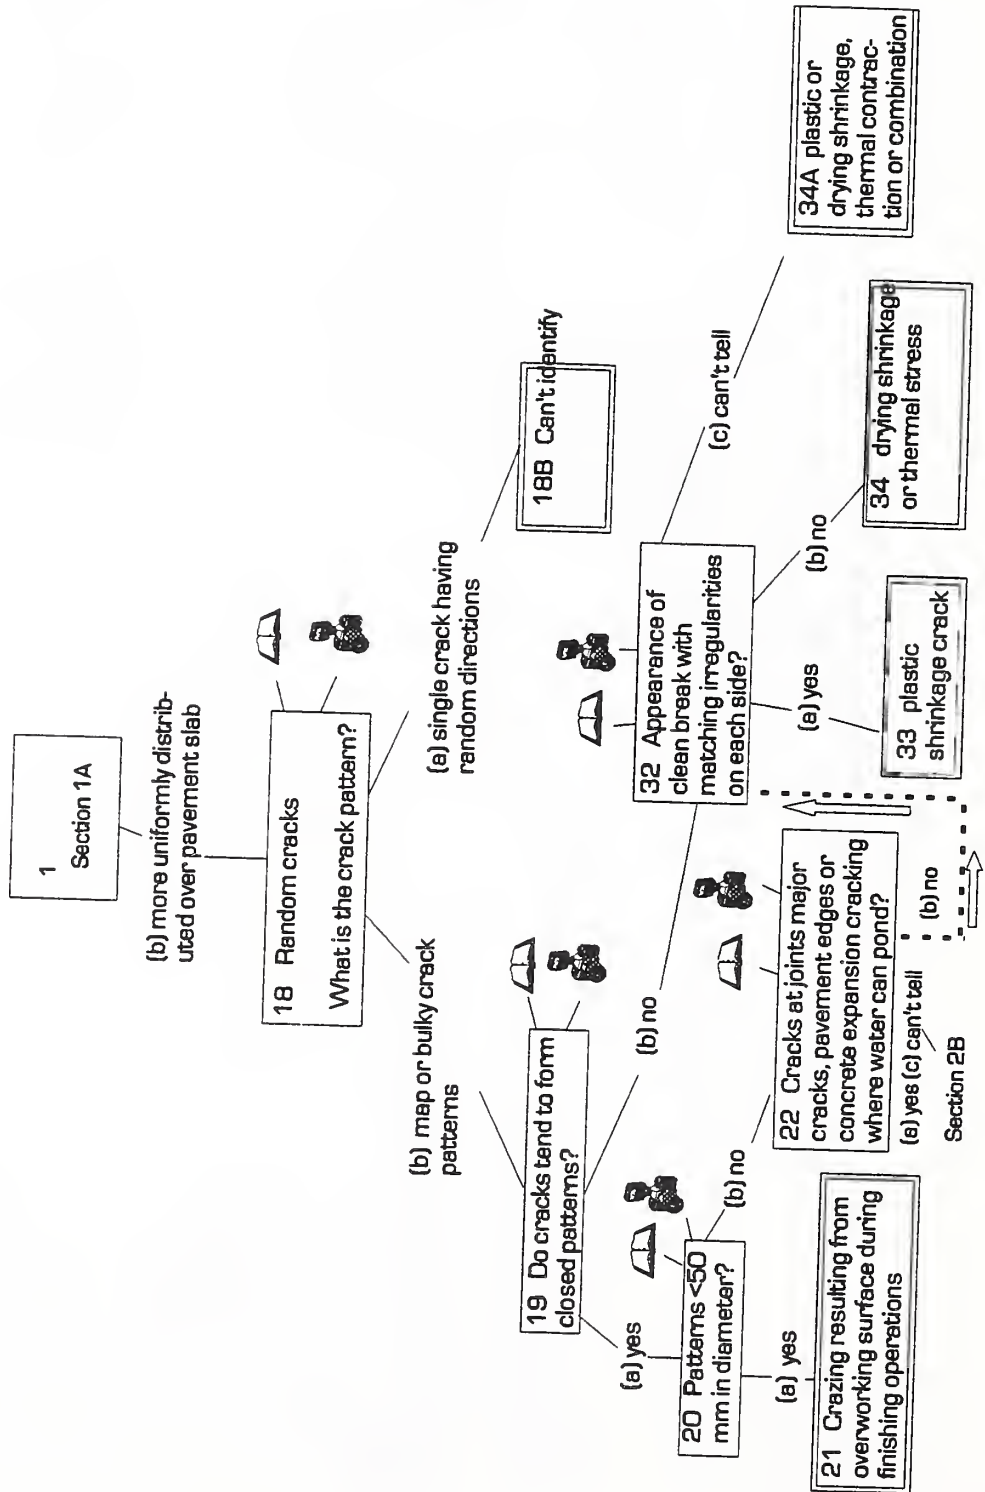 1
Section 1A
(b) more uniformly distrib-
uted over pavement slab
18 Random cracks
What is the crack pattern?
(b) map or bulky crack
patterns
(a) single crack having
random directions
18B Can't identify
19 Do cracks tend to form
closed patterns?
(a) yes
(b) no
20 Patterns <50
mm in diameter?
(a) yes
(b) no
21 Crazing resulting from
overworking surface during
finishing operations
22 Cracks at joints major
cracks, pavement edges or
concrete expansion cracking
where water can pond?
(a) yes (c) can't tell
Section 2B
(b) no
32 Appearance of
clean break with
matching irregularities
on each side?
(a) yes
(b) no
(c) can't tell
33 plastic
shrinkage crack
34 drying shrinkage
or thermal stress
34A plastic or
drying shrinkage,
thermal contrac-
tion or combination